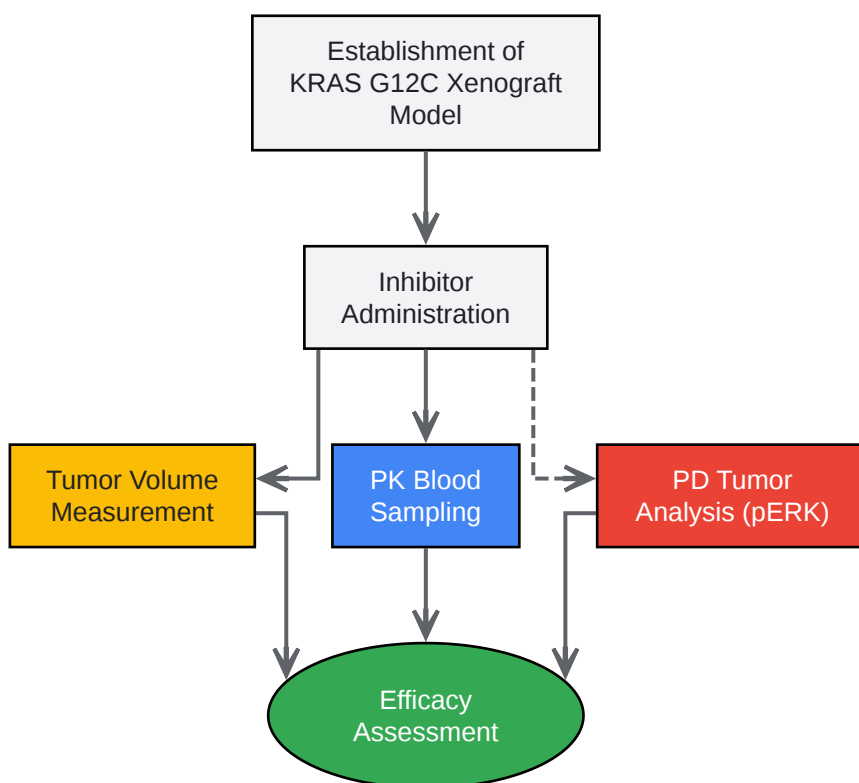 Establishment of
KRAS G12C Xenograft
Model
Inhibitor
Administration
Tumor Volume
Measurement
PK Blood
Sampling
PD Tumor
Analysis (pERK)
Efficacy
Assessment